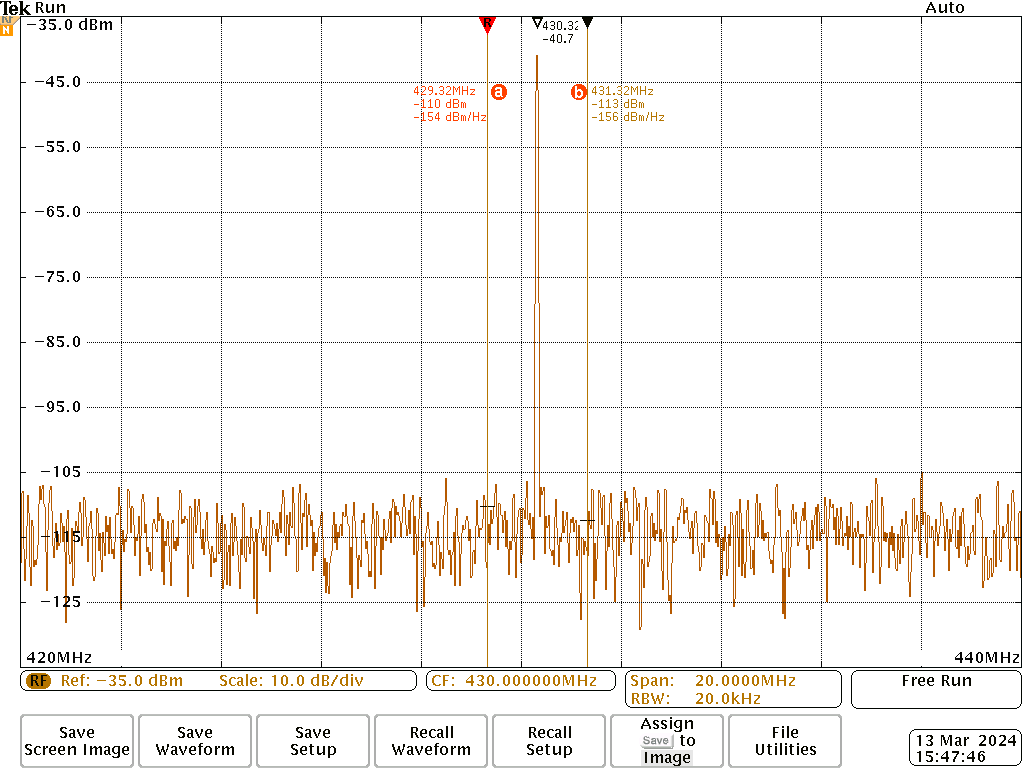 Tek Run
Auto
RF
N
−35.0 dBm
R
430.32
−40.7
−45.0
429.32MHz
−110 dBm
−154 dBm/Hz
a
b
431.32MHz
−113 dBm
−156 dBm/Hz
−55.0
−65.0
−75.0
−85.0
−95.0
−105
−115
−125
420MHz
440MHz
RF Ref: −35.0 dBm Scale: 10.0 dB/div
CF: 430.000000MHz
Span: 20.0000MHz
RBW: 20.0kHz
Free Run
Save
Screen Image
Save
Waveform
Save
Setup
Recall
Waveform
Recall
Setup
Assign
Save to
Image
File
Utilities
13 Mar 2024
15:47:46